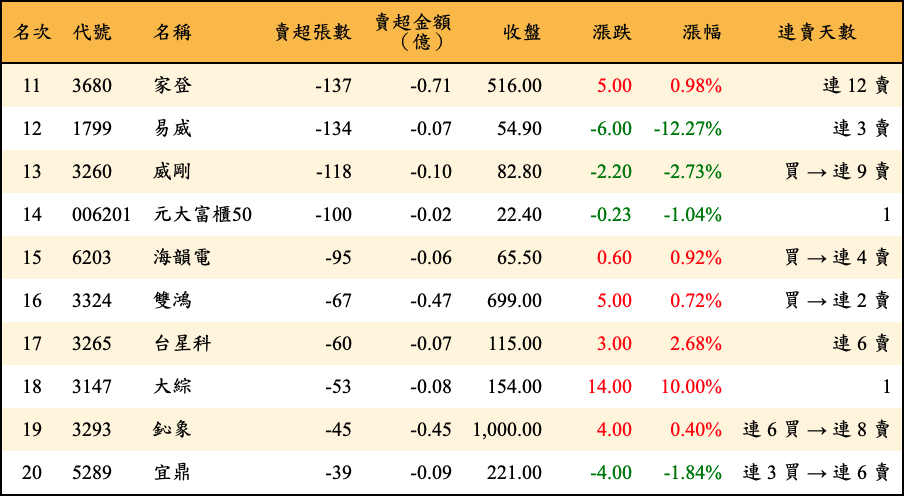 名次 代號 名稱 賣超張數 賣超金額（億） 收盤 漲跌 漲幅 連賣天數
11 3680 家登 -137 -0.71 516.00 5.00 0.98% 連 12 賣
12 1799 易威 -134 -0.07 54.90 -6.00 -12.27% 連 3 賣
13 3260 威剛 -118 -0.10 82.80 -2.20 -2.73% 買 → 連 9 賣
14 006201 元大富櫃50 -100 -0.02 22.40 -0.23 -1.04% 1
15 6203 海韻電 -95 -0.06 65.50 0.60 0.92% 買 → 連 4 賣
16 3324 雙鴻 -67 -0.47 699.00 5.00 0.72% 買 → 連 2 賣
17 3265 台星科 -60 -0.07 115.00 3.00 2.68% 連 6 賣
18 3147 大綜 -53 -0.08 154.00 14.00 10.00% 1
19 3293 鈊象 -45 -0.45 1,000.00 4.00 0.40% 連 6 買 → 連 8 賣
20 5289 宜鼎 -39 -0.09 221.00 -4.00 -1.84% 連 3 買 → 連 6 賣